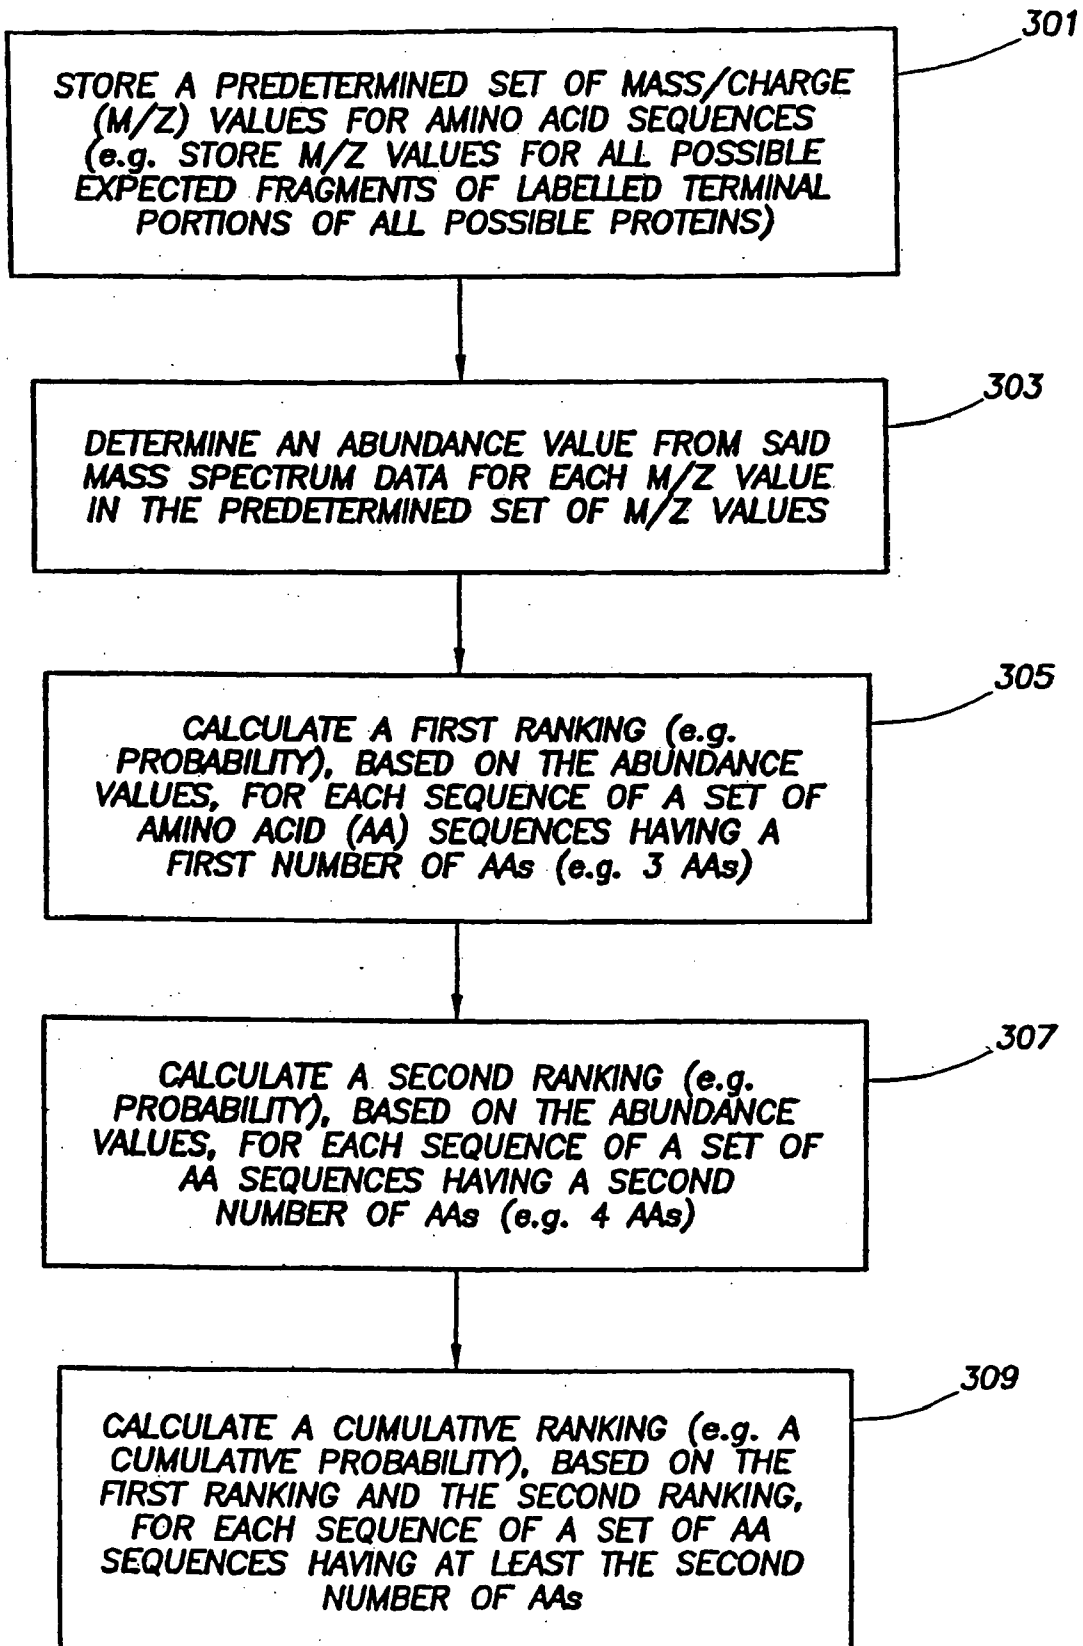 301
STORE A PREDETERMINED SET OF MASS/CHARGE
(M/Z) VALUES FOR AMINO ACID SEQUENCES
(e.g. STORE M/Z VALUES FOR ALL POSSIBLE
EXPECTED FRAGMENTS OF LABELLED TERMINAL
PORTIONS OF ALL POSSIBLE PROTEINS)
303
DETERMINE AN ABUNDANCE VALUE FROM SAID
MASS SPECTRUM DATA FOR EACH M/Z VALUE
IN THE PREDETERMINED SET OF M/Z VALUES
305
CALCULATE A FIRST RANKING (e.g.
PROBABILITY), BASED ON THE ABUNDANCE
VALUES, FOR EACH SEQUENCE OF A SET OF
AMINO ACID (AA) SEQUENCES HAVING A
FIRST NUMBER OF AAs (e.g. 3 AAs)
307
CALCULATE A SECOND RANKING (e.g.
PROBABILITY), BASED ON THE ABUNDANCE
VALUES, FOR EACH SEQUENCE OF A SET OF
AA SEQUENCES HAVING A SECOND
NUMBER OF AAs (e.g. 4 AAs)
309
CALCULATE A CUMULATIVE RANKING (e.g. A
CUMULATIVE PROBABILITY), BASED ON THE
FIRST RANKING AND THE SECOND RANKING,
FOR EACH SEQUENCE OF A SET OF AA
SEQUENCES HAVING AT LEAST THE SECOND
NUMBER OF AAs